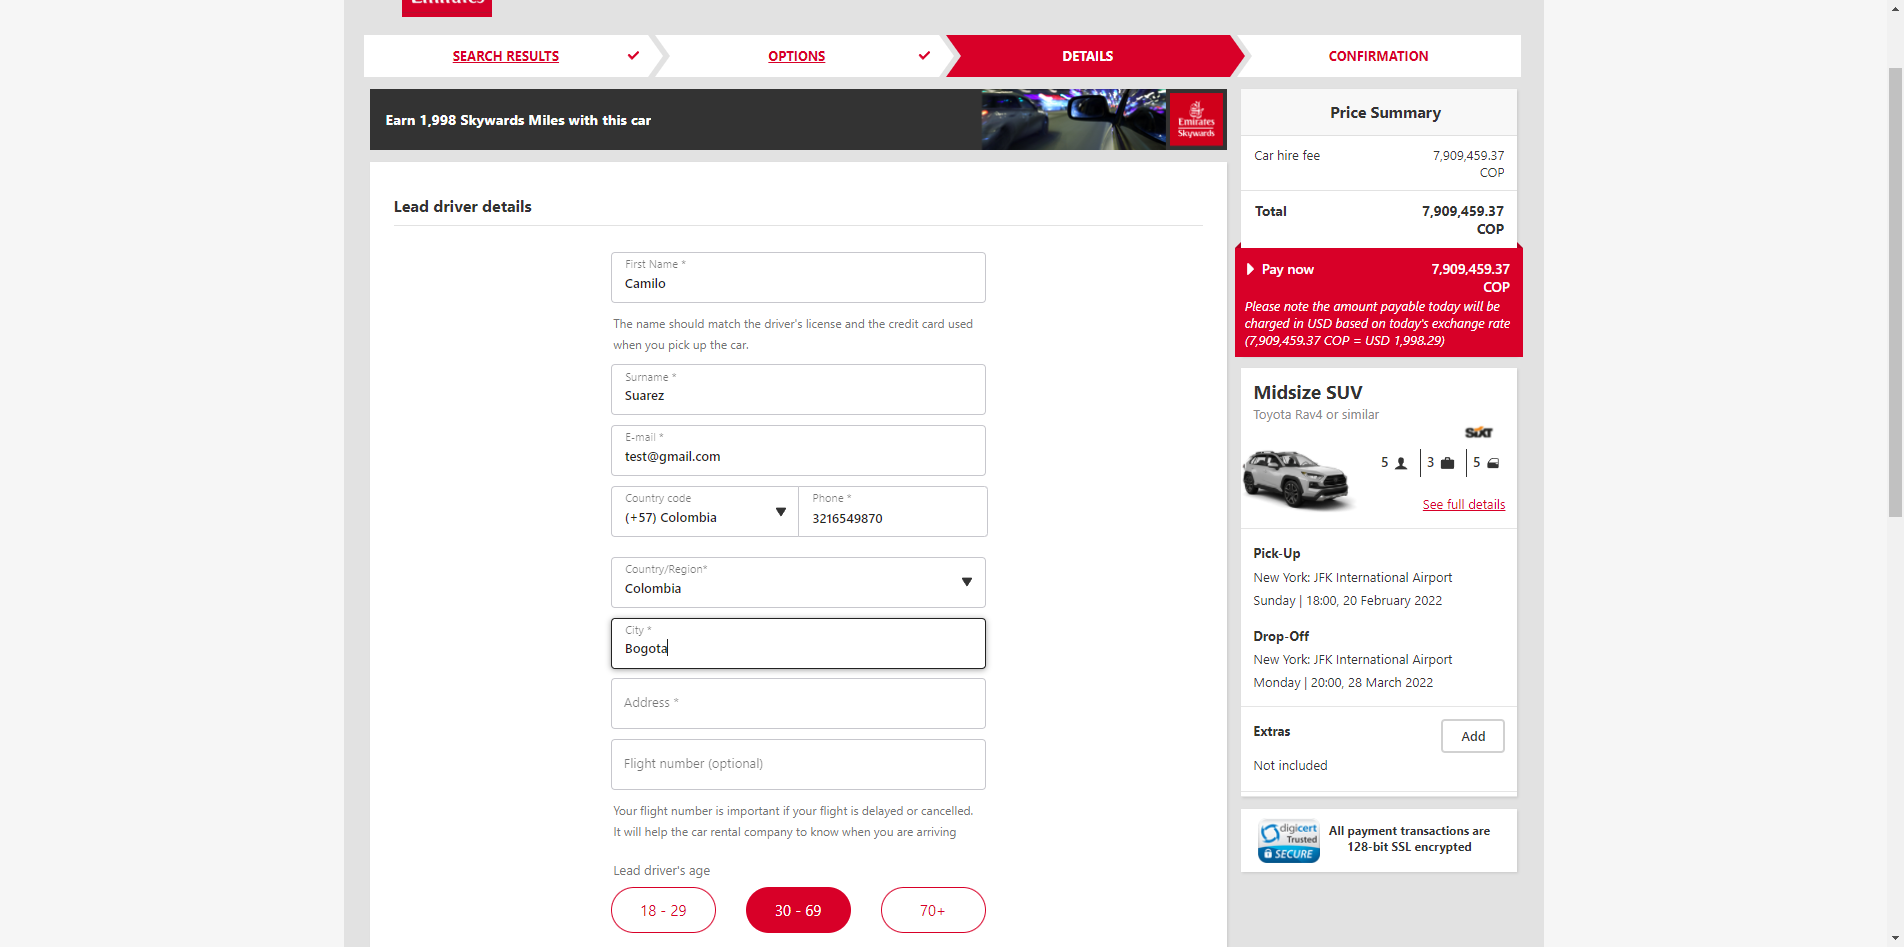 Emirates
SEARCH RESULTS
OPTIONS
DETAILS
CONFIRMATION
Earn 1,998 Skywards Miles with this car
Emirates
Skywards
Lead driver details
First Name *
Camilo
The name should match the driver's license and the credit card used
when you pick up the car.
Surname *
Suarez
E-mail *
test@gmail.com
Country code
(+57) Colombia
Phone *
3216549870
Country/Region*
Colombia
City *
Bogota
Address *
Flight number (optional)
Your flight number is important if your flight is delayed or cancelled.
It will help the car rental company to know when you are arriving
Lead driver's age
18 - 29
30 - 69
70+
Price Summary
Car hire fee
7,909,459.37
COP
Total
7,909,459.37
COP
Pay now
7,909,459.37
COP
Please note the amount payable today will be
charged in USD based on today's exchange rate
(7,909,459.37 COP = USD 1,998.29)
Midsize SUV
Toyota Rav4 or similar
SIXT
5
3
5
See full details
Pick-Up
New York: JFK International Airport
Sunday | 18:00, 20 February 2022
Drop-Off
New York: JFK International Airport
Monday | 20:00, 28 March 2022
Extras
Add
Not included
digicert
Trusted
SECURE
All payment transactions are
128-bit SSL encrypted